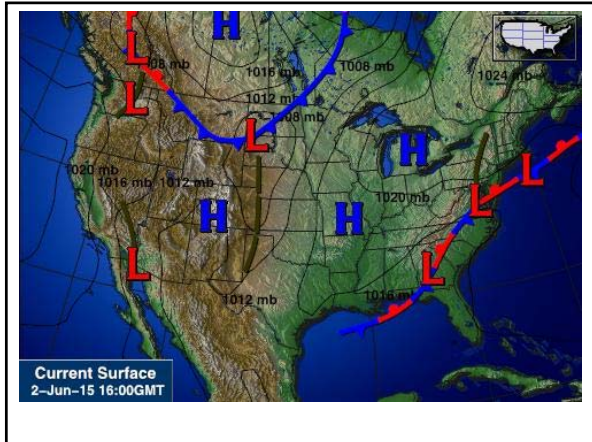 H
1024 mb
L
1008 mb
1016 mb
L
1012 mb
1008 mb
L
H
1020 mb
1016 mb
1012 mb
1020 mb
L
L
H
H
L
L
1012 mb
1016 mb
Current Surface
2-Jun-15 16:00GMT